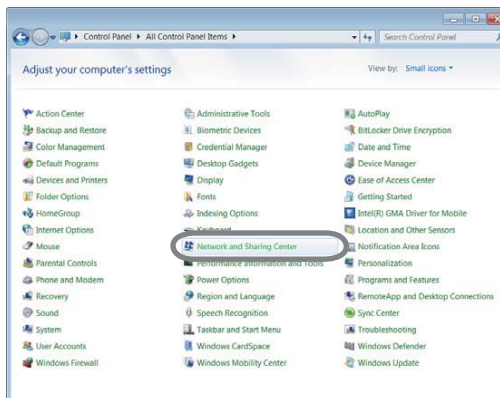 Control Panel ▸ All Control Panel Items ▸
Search Control Panel
Adjust your computer's settings
View by: Small icons
Action Center
Administrative Tools
AutoPlay
Backup and Restore
Biometric Devices
BitLocker Drive Encryption
Color Management
Credential Manager
Date and Time
Default Programs
Desktop Gadgets
Device Manager
Devices and Printers
Display
Ease of Access Center
Folder Options
Fonts
Getting Started
HomeGroup
Indexing Options
Intel(R) GMA Driver for Mobile
Internet Options
Keyboard
Location and Other Sensors
Mouse
Network and Sharing Center
Notification Area Icons
Parental Controls
Performance Information and Tools
Personalization
Phone and Modem
Power Options
Programs and Features
Recovery
Region and Language
RemoteApp and Desktop Connections
Sound
Speech Recognition
Sync Center
System
Taskbar and Start Menu
Troubleshooting
User Accounts
Windows CardSpace
Windows Defender
Windows Firewall
Windows Mobility Center
Windows Update